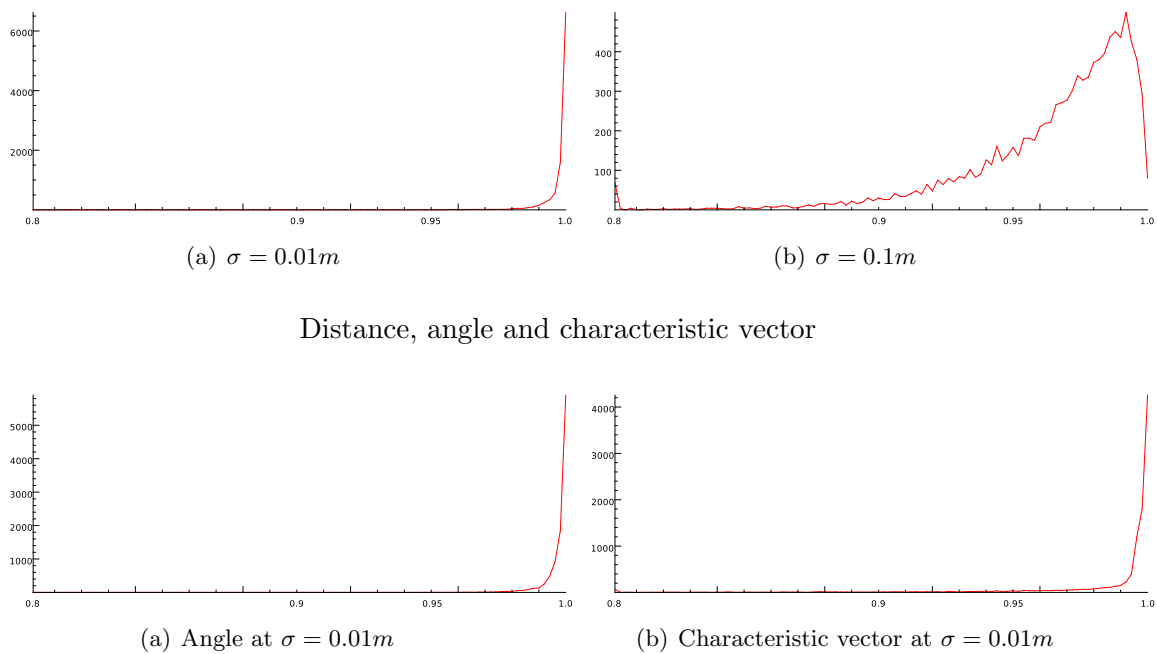 6000
4000
2000
0.8 0.9 0.95 1.0
(a) σ = 0.01m
400
300
200
100
0.8 0.9 0.95 1.0
(b) σ = 0.1m
Distance, angle and characteristic vector
5000
4000
3000
2000
1000
0.8 0.9 0.95 1.0
(a) Angle at σ = 0.01m
4000
3000
2000
1000
0.8 0.9 0.95 1.0
(b) Characteristic vector at σ = 0.01m